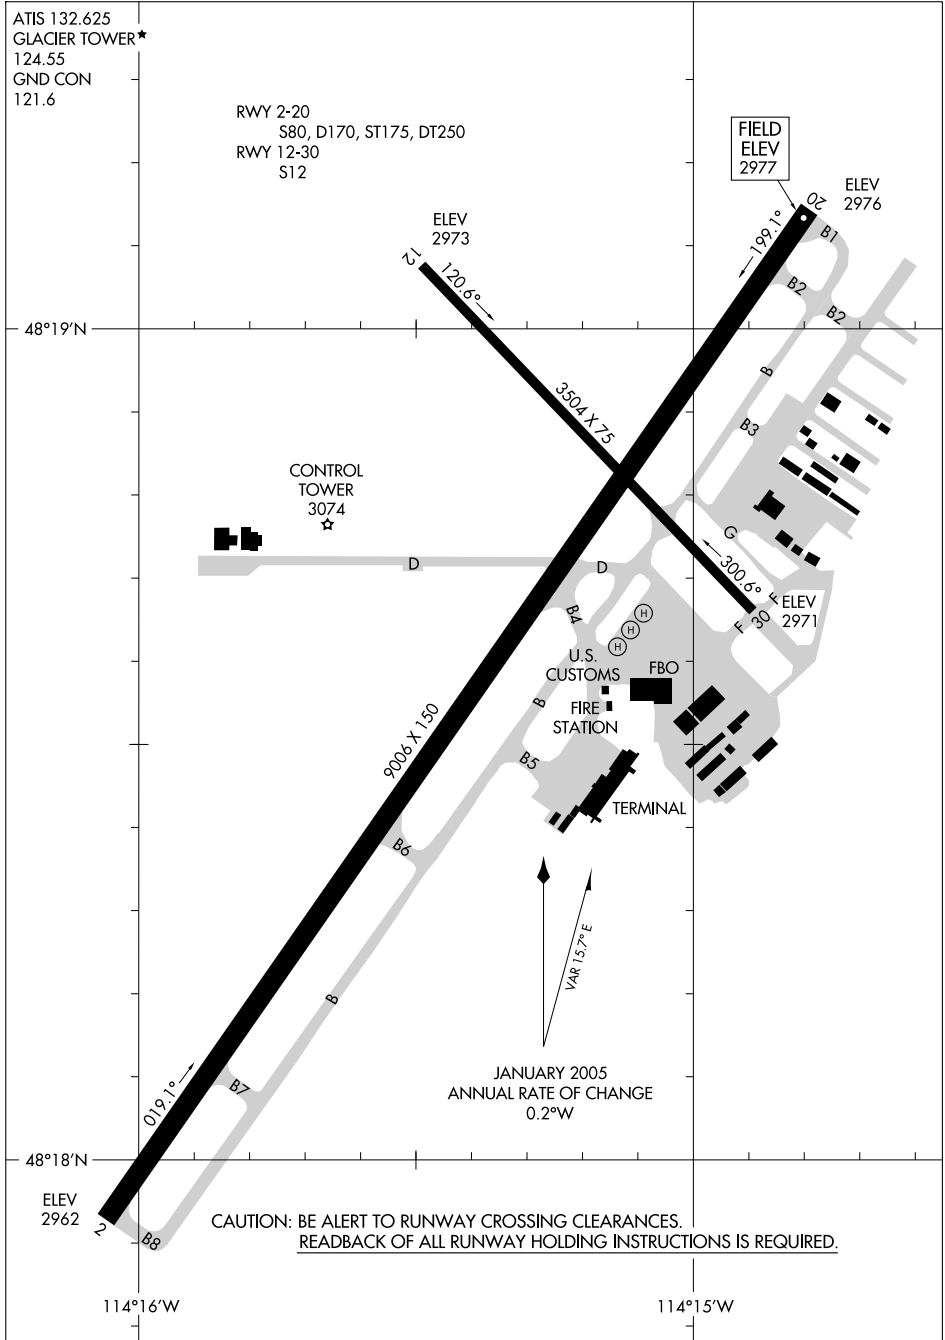 ATIS 132.625
GLACIER TOWER★
124.55
GND CON
121.6
RWY 2-20
S80, D170, ST175, DT250
RWY 12-30
S12
FIELD
ELEV
2977
ELEV
2976
20
199.1°
B1
ELEV
2973
12
120.6°
B2
B2
48°19'N
B
3504 X 75
B3
CONTROL
TOWER
3074
G
D
D
300.6°
F
F
30
ELEV
2971
B4
H
H
H
U.S.
CUSTOMS
FBO
B
FIRE
STATION
9006 X 150
B5
TERMINAL
B6
VAR 15.7° E
B
JANUARY 2005
ANNUAL RATE OF CHANGE
0.2°W
019.1°
B7
48°18'N
ELEV
2962
2
B8
CAUTION: BE ALERT TO RUNWAY CROSSING CLEARANCES.
READBACK OF ALL RUNWAY HOLDING INSTRUCTIONS IS REQUIRED.
114°16'W
114°15'W